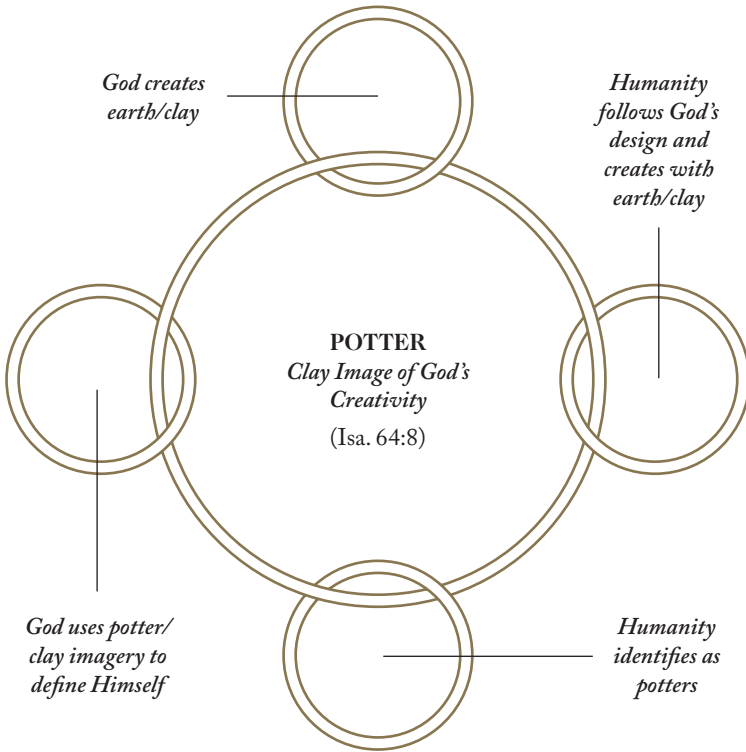 God creates
earth/clay
Humanity
follows God's
design and
creates with
earth/clay
POTTER
Clay Image of God's
Creativity
(Isa. 64:8)
God uses potter/
clay imagery to
define Himself
Humanity
identifies as
potters